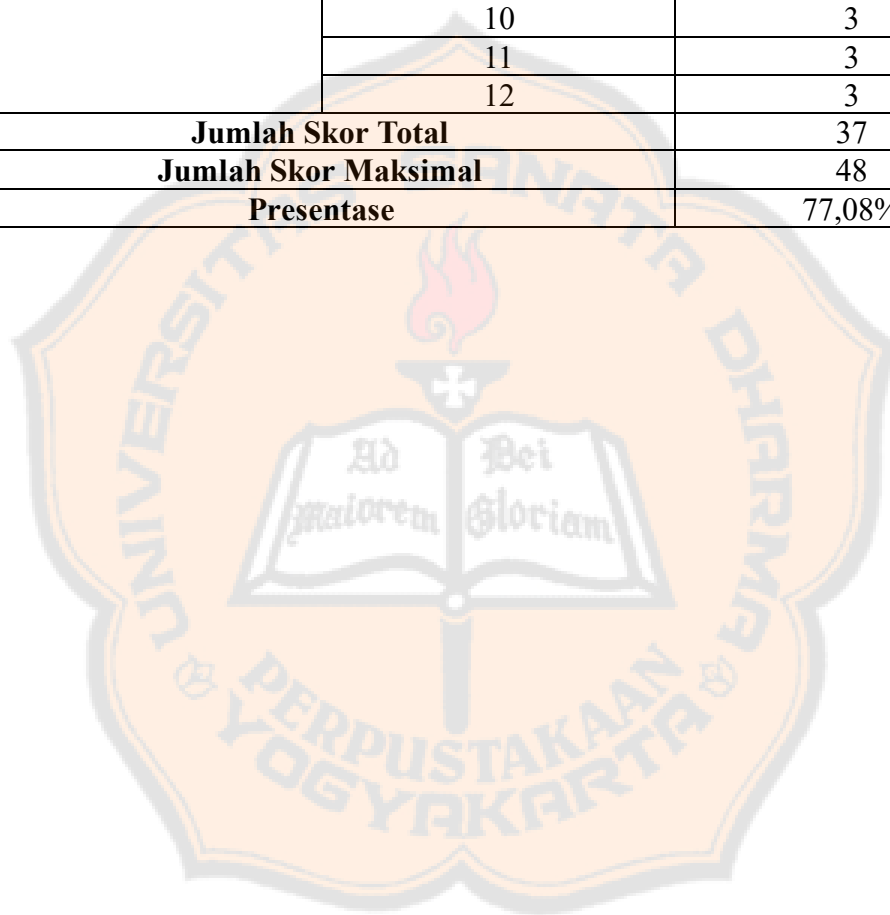 10 3
11 3
12 3
Jumlah Skor Total 37
Jumlah Skor Maksimal 48
Presentase 77,08%
UNIVERSITAS SANATA DHARMA
Ad Dei
Maiorem Gloriam
PERPUSTAKAAN
YOGYAKARTA